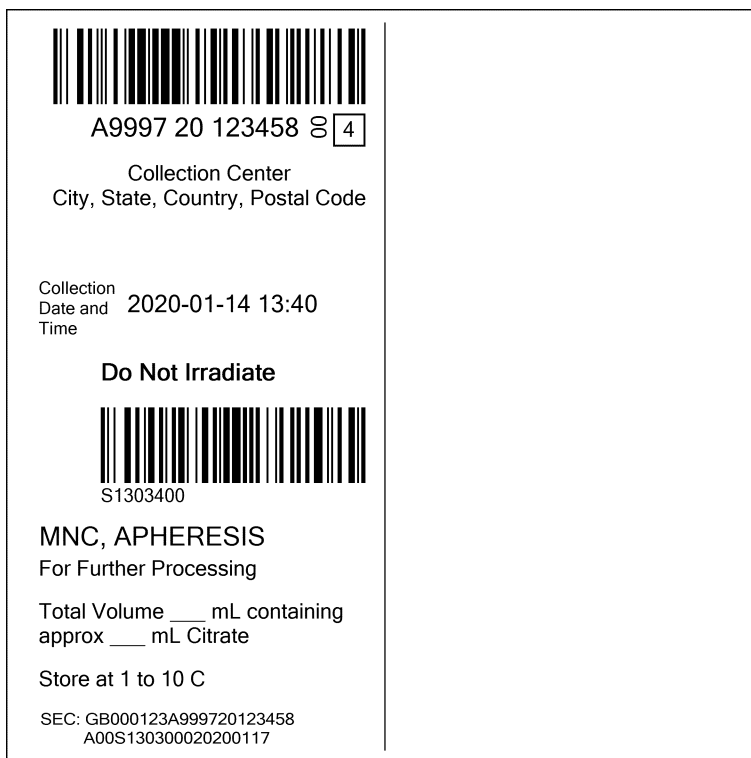 A9997 20 123458 00 4
Collection Center
City, State, Country, Postal Code
Collection
Date and
Time
2020-01-14 13:40
Do Not Irradiate
S1303400
MNC, APHERESIS
For Further Processing
Total Volume ___ mL containing
approx ___ mL Citrate
Store at 1 to 10 C
SEC: GB000123A999720123458
A00S130300020200117